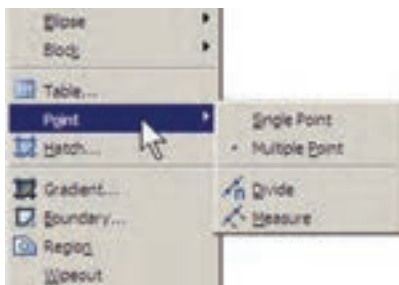 Ellipse
Block
Table...
Point
Hatch...
Gradient...
Boundary...
Region
Wipeout
Single Point
Multiple Point
Divide
Measure